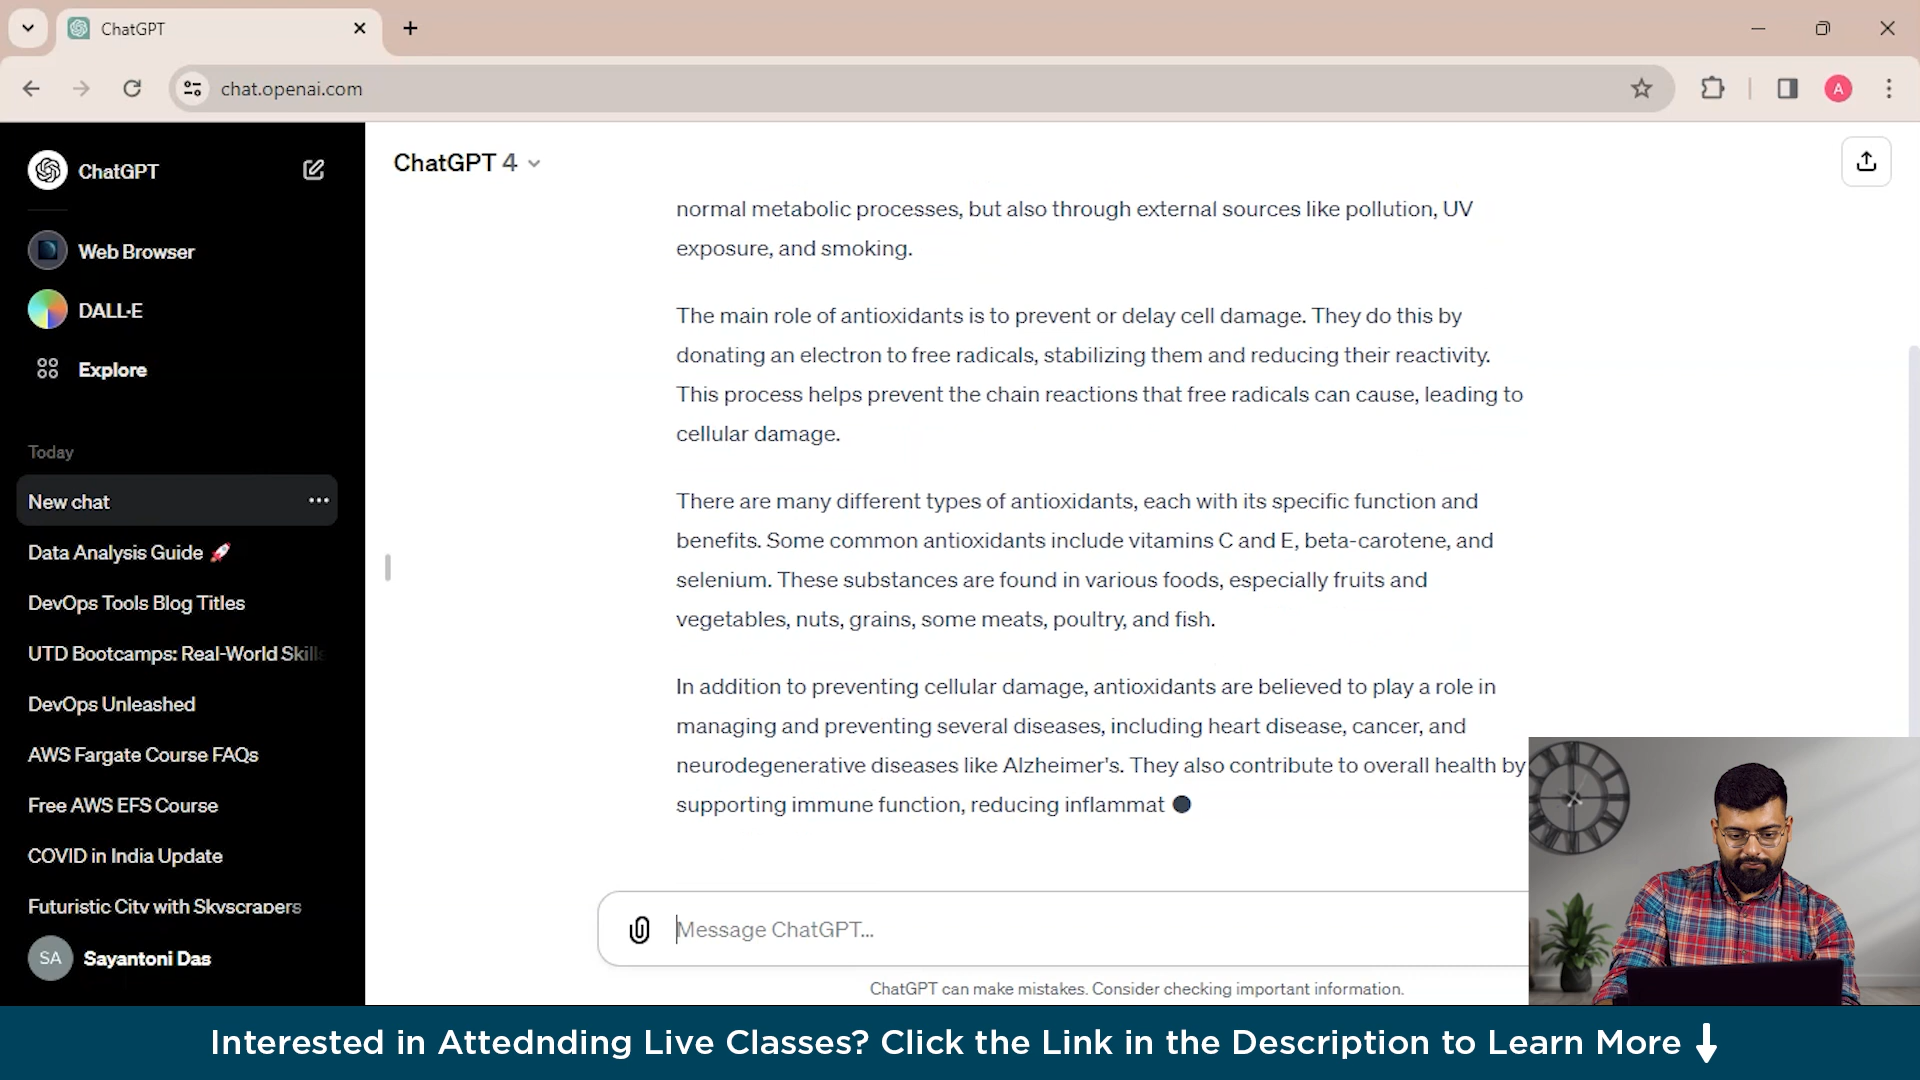 ChatGPT
chat.openai.com
A
ChatGPT
Web Browser
DALL·E
Explore
Today
New chat
Data Analysis Guide 🚀
DevOps Tools Blog Titles
UTD Bootcamps: Real-World Skills
DevOps Unleashed
AWS Fargate Course FAQs
Free AWS EFS Course
COVID in India Update
Futuristic City with Skyscrapers
SA
Sayantoni Das
ChatGPT 4
normal metabolic processes, but also through external sources like pollution, UV
exposure, and smoking.
The main role of antioxidants is to prevent or delay cell damage. They do this by
donating an electron to free radicals, stabilizing them and reducing their reactivity.
This process helps prevent the chain reactions that free radicals can cause, leading to
cellular damage.
There are many different types of antioxidants, each with its specific function and
benefits. Some common antioxidants include vitamins C and E, beta-carotene, and
selenium. These substances are found in various foods, especially fruits and
vegetables, nuts, grains, some meats, poultry, and fish.
In addition to preventing cellular damage, antioxidants are believed to play a role in
managing and preventing several diseases, including heart disease, cancer, and
neurodegenerative diseases like Alzheimer's. They also contribute to overall health by
supporting immune function, reducing inflammat
Message ChatGPT...
ChatGPT can make mistakes. Consider checking important information.
Interested in Attednding Live Classes? Click the Link in the Description to Learn More